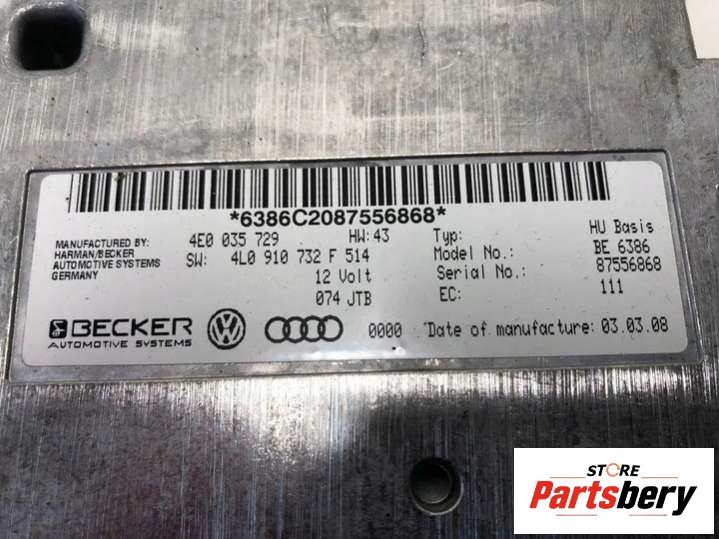 *6386C2087556868*
MANUFACTURED BY:
HARMAN/BECKER
AUTOMOTIVE SYSTEMS
GERMANY
4E0 035 729 HW: 43
SW: 4L0 910 732 F 514
12 Volt
074 JTB
Typ: HU Basis
Model No.: BE 6386
Serial No.: 87556868
EC: 111
BECKER
AUTOMOTIVE SYSTEMS
0000 Date of manufacture: 03.03.08
STORE
Partsbery